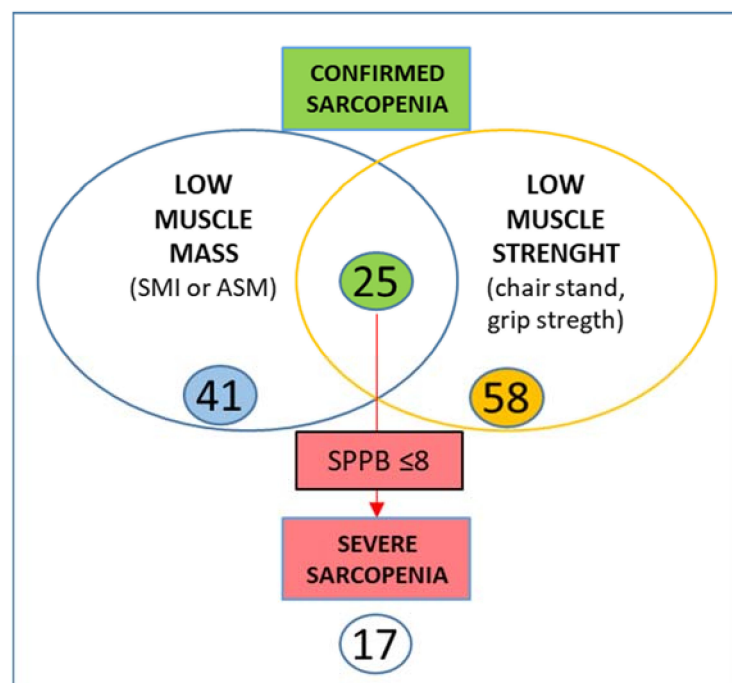 CONFIRMED
SARCOPENIA
LOW
MUSCLE
MASS
(SMI or ASM)
41
25
LOW
MUSCLE
STRENGHT
(chair stand,
grip stregth)
58
SPPB ≤8
SEVERE
SARCOPENIA
17